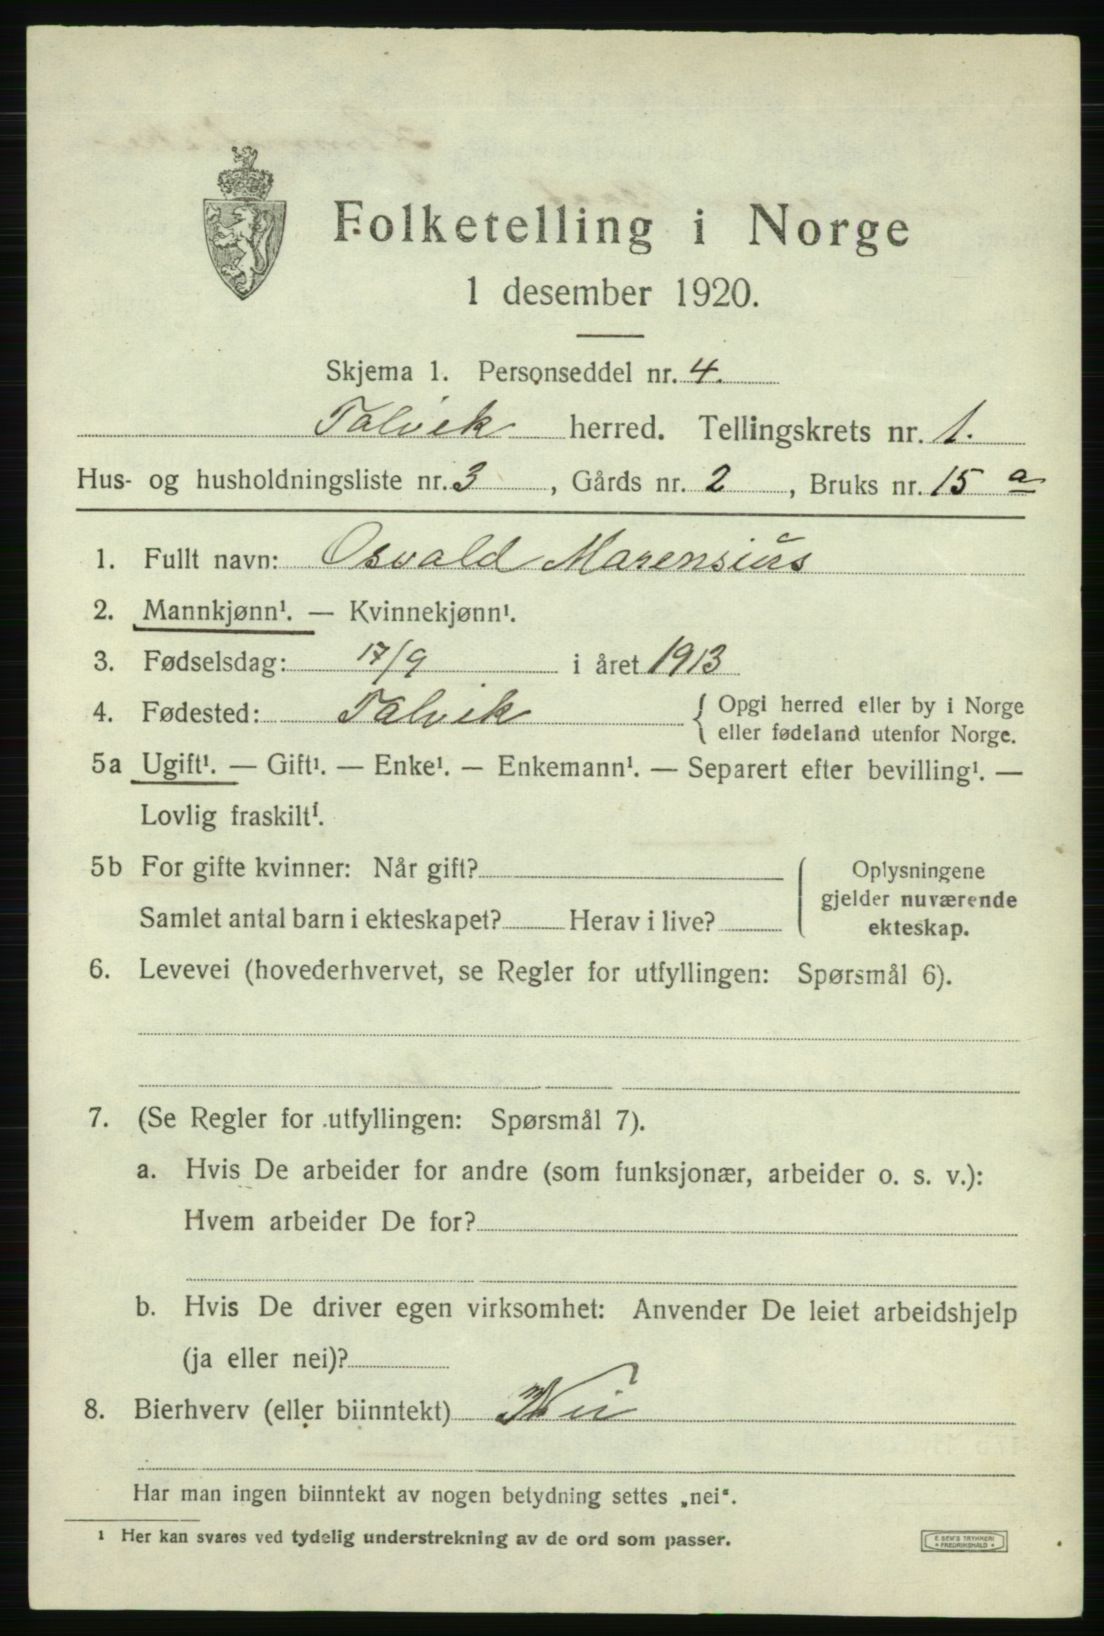 Folketelling i Norge
1 desember 1920.
Skjema 1. Personseddel nr. 4.
Talvik herred. Tellingskrets nr. 1.
Hus- og husholdningsliste nr. 3, Gårds nr. 2, Bruks nr. 15 a
1. Fullt navn: Osvald Marensius
2. Mannkjønn¹. — Kvinnekjønn¹.
3. Fødselsdag: 17/9 i året 1913
4. Fødested: Talvik { Opgi herred eller by i Norge
eller fødeland utenfor Norge.
5a Ugift¹. — Gift¹. — Enke¹. — Enkemann¹. — Separert efter bevilling¹. —
Lovlig fraskilt¹.
5b For gifte kvinner: Når gift?
Samlet antal barn i ekteskapet? Herav i live?
Oplysningene
gjelder nuværende
ekteskap.
6. Levevei (hovederhvervet, se Regler for utfyllingen: Spørsmål 6).
7. (Se Regler for utfyllingen: Spørsmål 7).
a. Hvis De arbeider for andre (som funksjonær, arbeider o. s. v.):
Hvem arbeider De for?
b. Hvis De driver egen virksomhet: Anvender De leiet arbeidshjelp
(ja eller nei)?
8. Bierhverv (eller biinntekt) Nei
Har man ingen biinntekt av nogen betydning settes „nei".
¹ Her kan svares ved tydelig understrekning av de ord som passer.
E. SEM'S TRYKKERI
• FREDRIKSHALD •